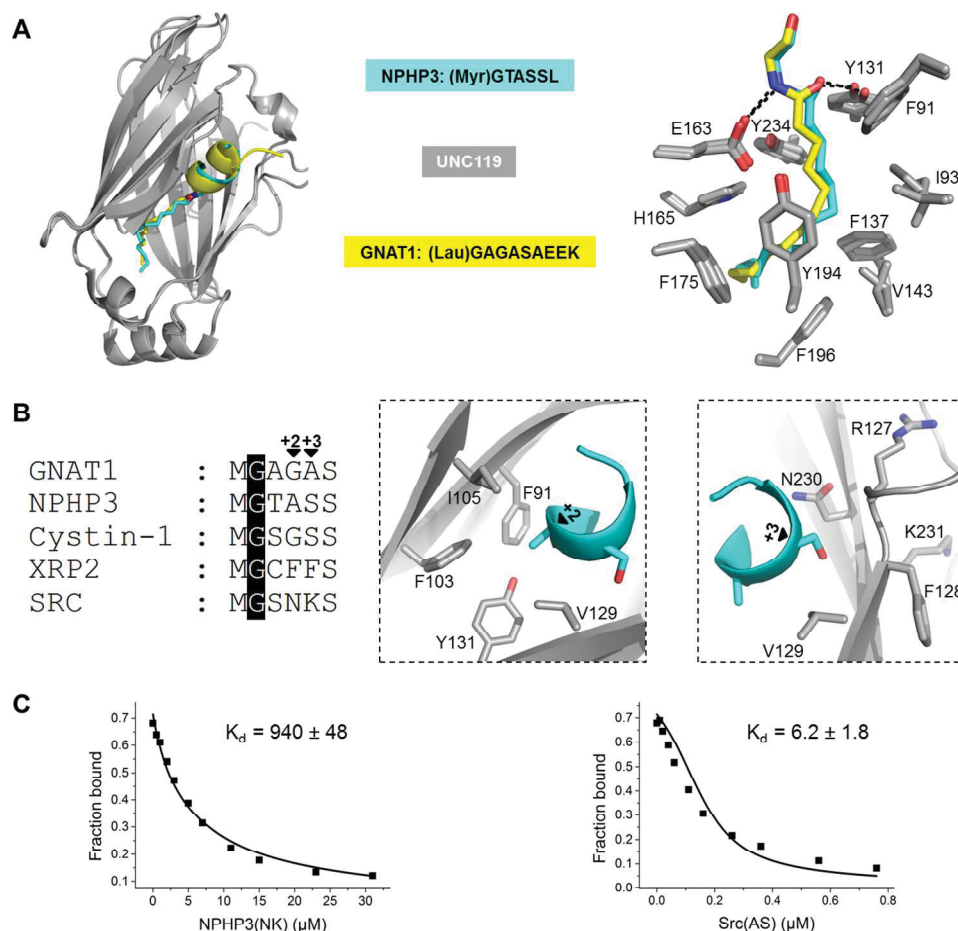 A
NPHP3: (Myr)GTASSL
UNC119
GNAT1: (Lau)GAGASAEEK
Y131
F91
E163
Y234
I93
H165
F137
F175
Y194
V143
F196
B
+2 +3
GNAT1 : MGAGAS
NPHP3 : MGTASS
Cystin-1 : MGSGSS
XRP2 : MGCFFS
SRC : MGSNKS
I105
F91
+2
F103
Y131
V129
R127
N230
+3
K231
F128
V129
C
Kd = 940 ± 48
Fraction bound
0.7
0.6
0.5
0.4
0.3
0.2
0.1
0 5 10 15 20 25 30
NPHP3(NK) (µM)
Kd = 6.2 ± 1.8
Fraction bound
0.7
0.6
0.5
0.4
0.3
0.2
0.1
0.0
0.0 0.2 0.4 0.6 0.8
Src(AS) (µM)